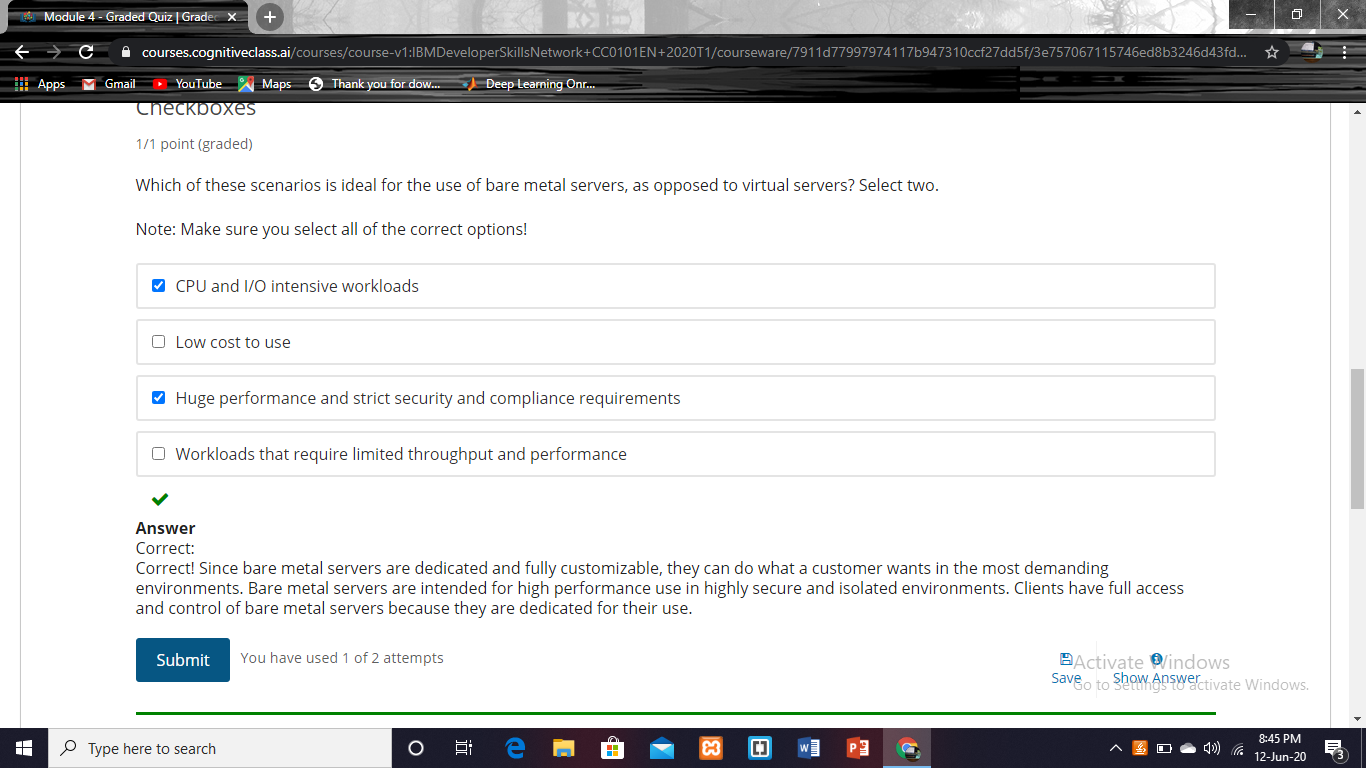 Module 4 - Graded Quiz | Grade
courses.cognitiveclass.ai/courses/course-v1:IBMDeveloperSkillsNetwork+CC0101EN+2020T1/courseware/7911d77997974117b947310ccf27dd5f/3e757067115746ed8b3246d43fd...
Apps Gmail YouTube Maps Thank you for dow... Deep Learning Onr...
Checkboxes
1/1 point (graded)
Which of these scenarios is ideal for the use of bare metal servers, as opposed to virtual servers? Select two.
Note: Make sure you select all of the correct options!
CPU and I/O intensive workloads
Low cost to use
Huge performance and strict security and compliance requirements
Workloads that require limited throughput and performance
Answer
Correct:
Correct! Since bare metal servers are dedicated and fully customizable, they can do what a customer wants in the most demanding
environments. Bare metal servers are intended for high performance use in highly secure and isolated environments. Clients have full access
and control of bare metal servers because they are dedicated for their use.
Submit You have used 1 of 2 attempts
Save Show Answer
Activate Windows
Go to Settings to activate Windows.
Type here to search
8:45 PM
12-Jun-20
3